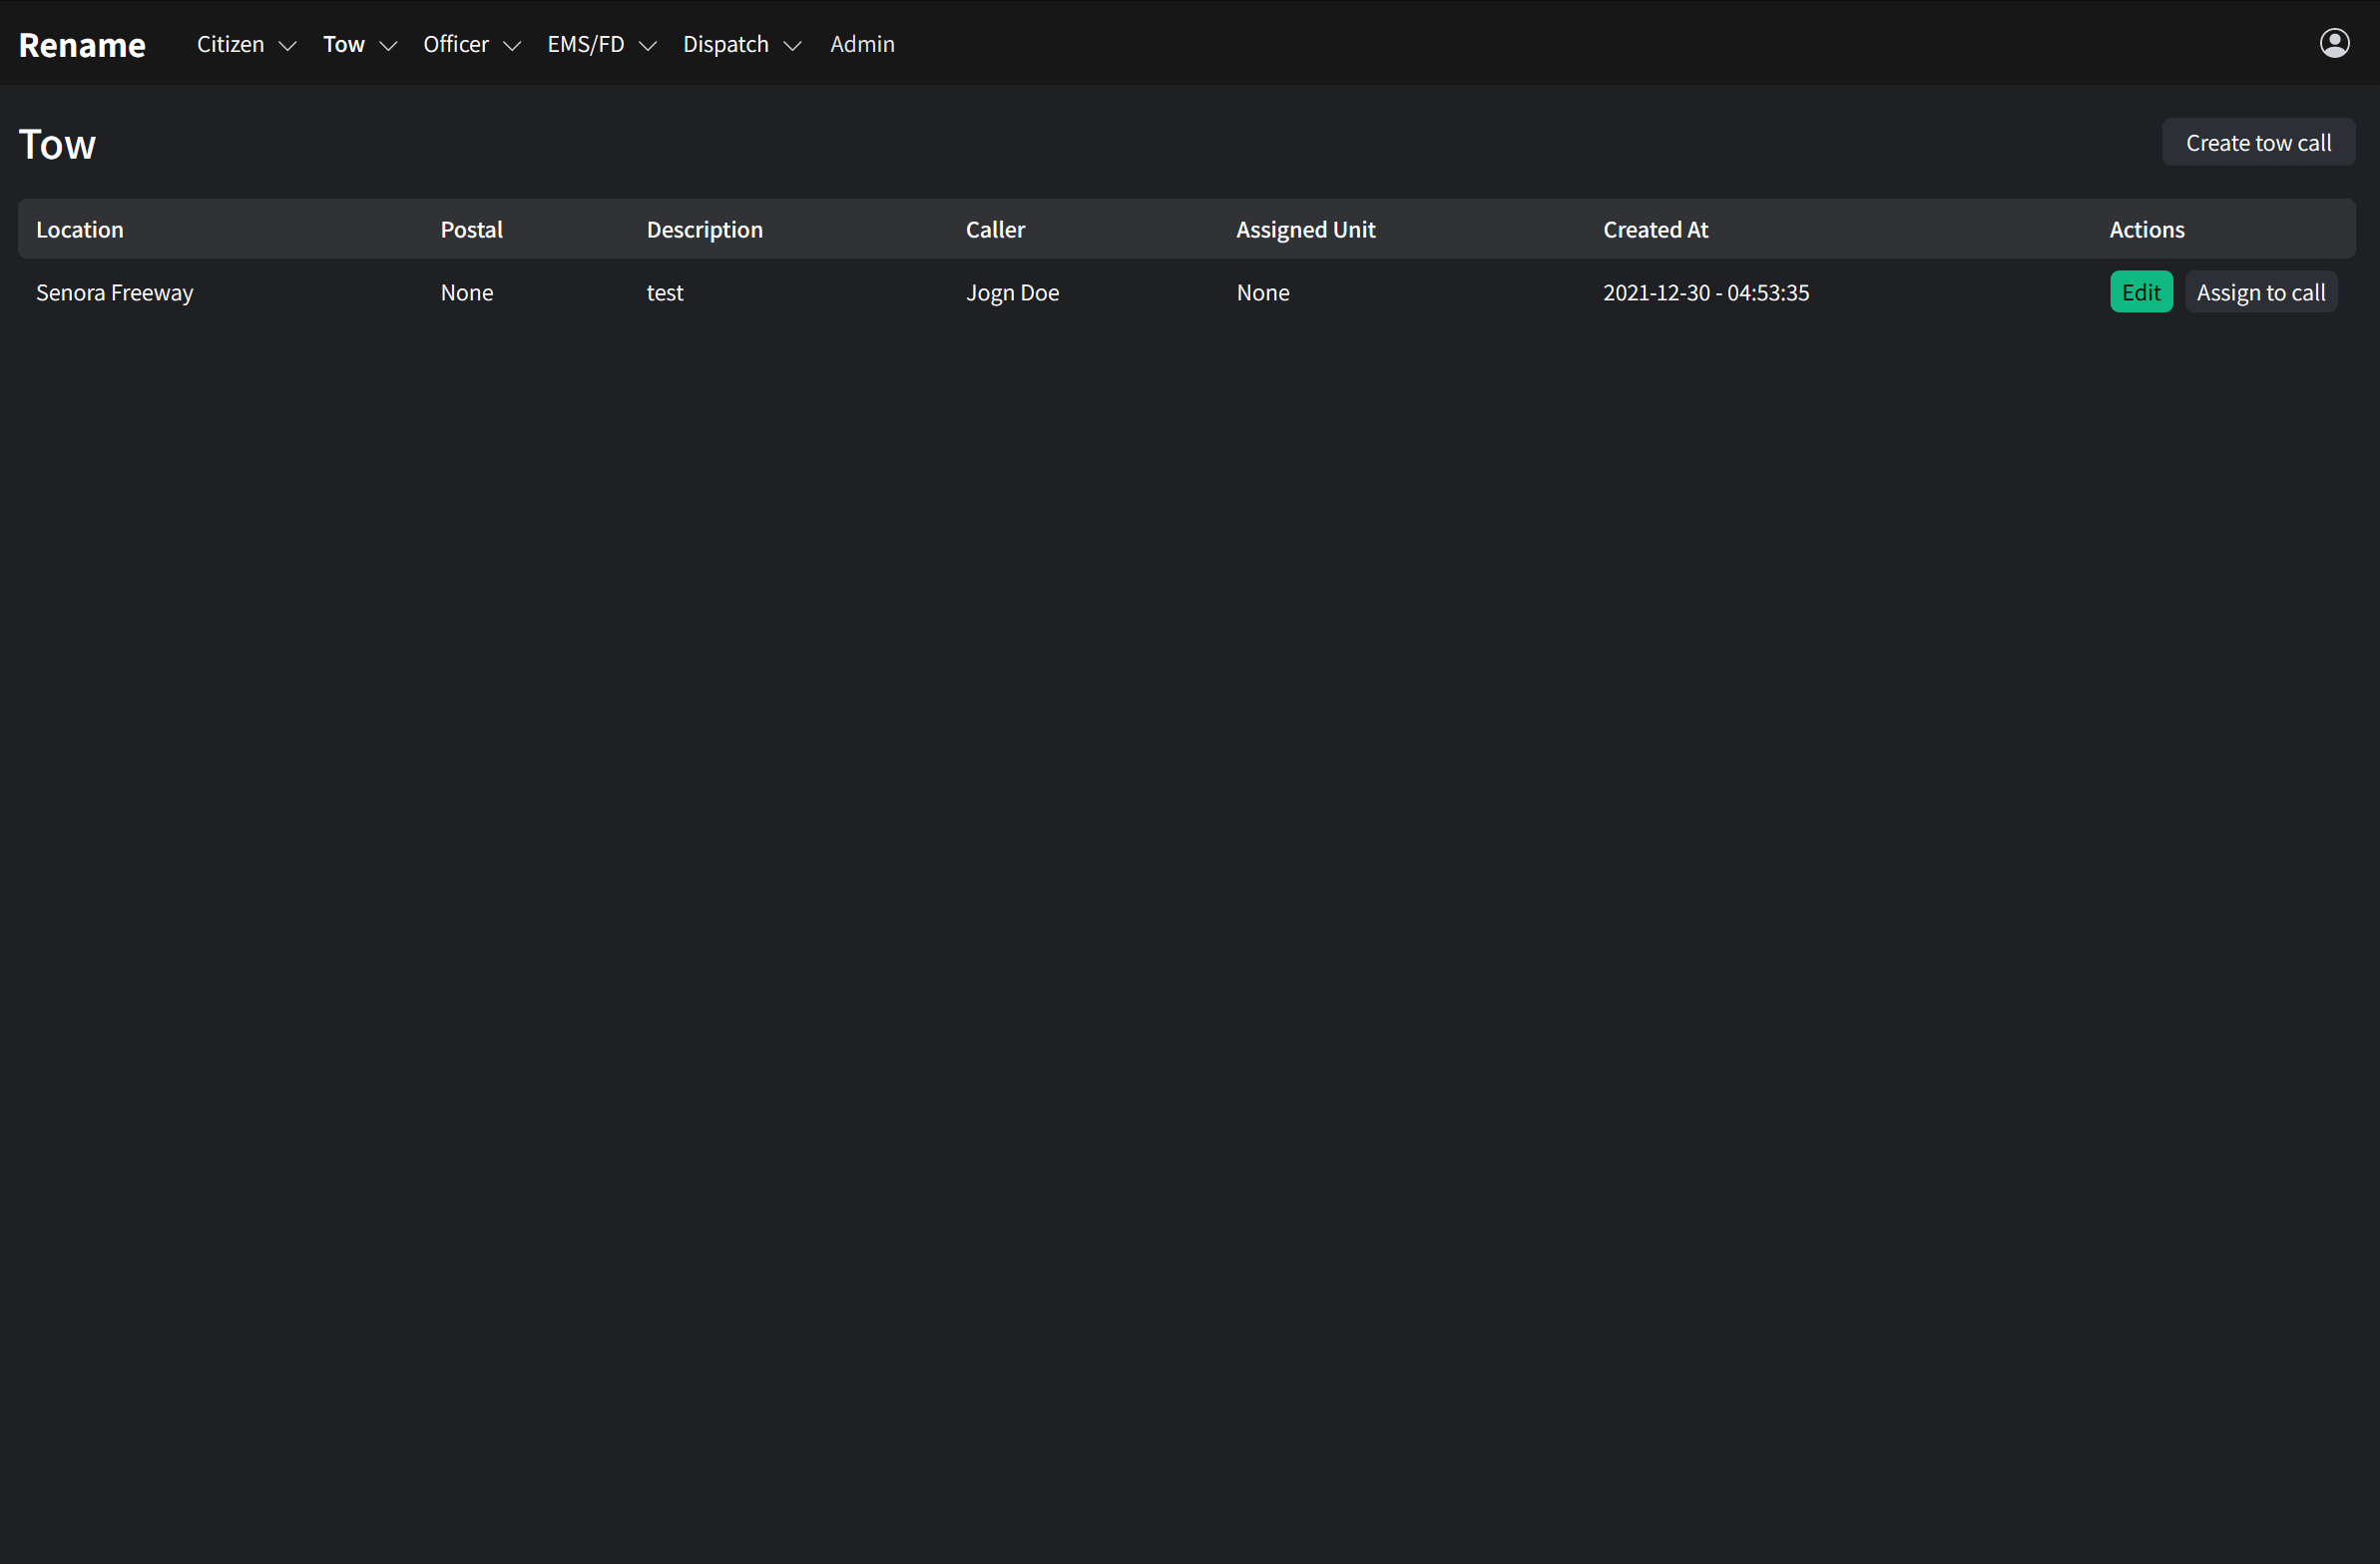 Rename Citizen Tow Officer EMS/FD Dispatch Admin
Tow Create tow call
Location Postal Description Caller Assigned Unit Created At Actions
Senora Freeway None test Jogn Doe None 2021-12-30 - 04:53:35 Edit Assign to call